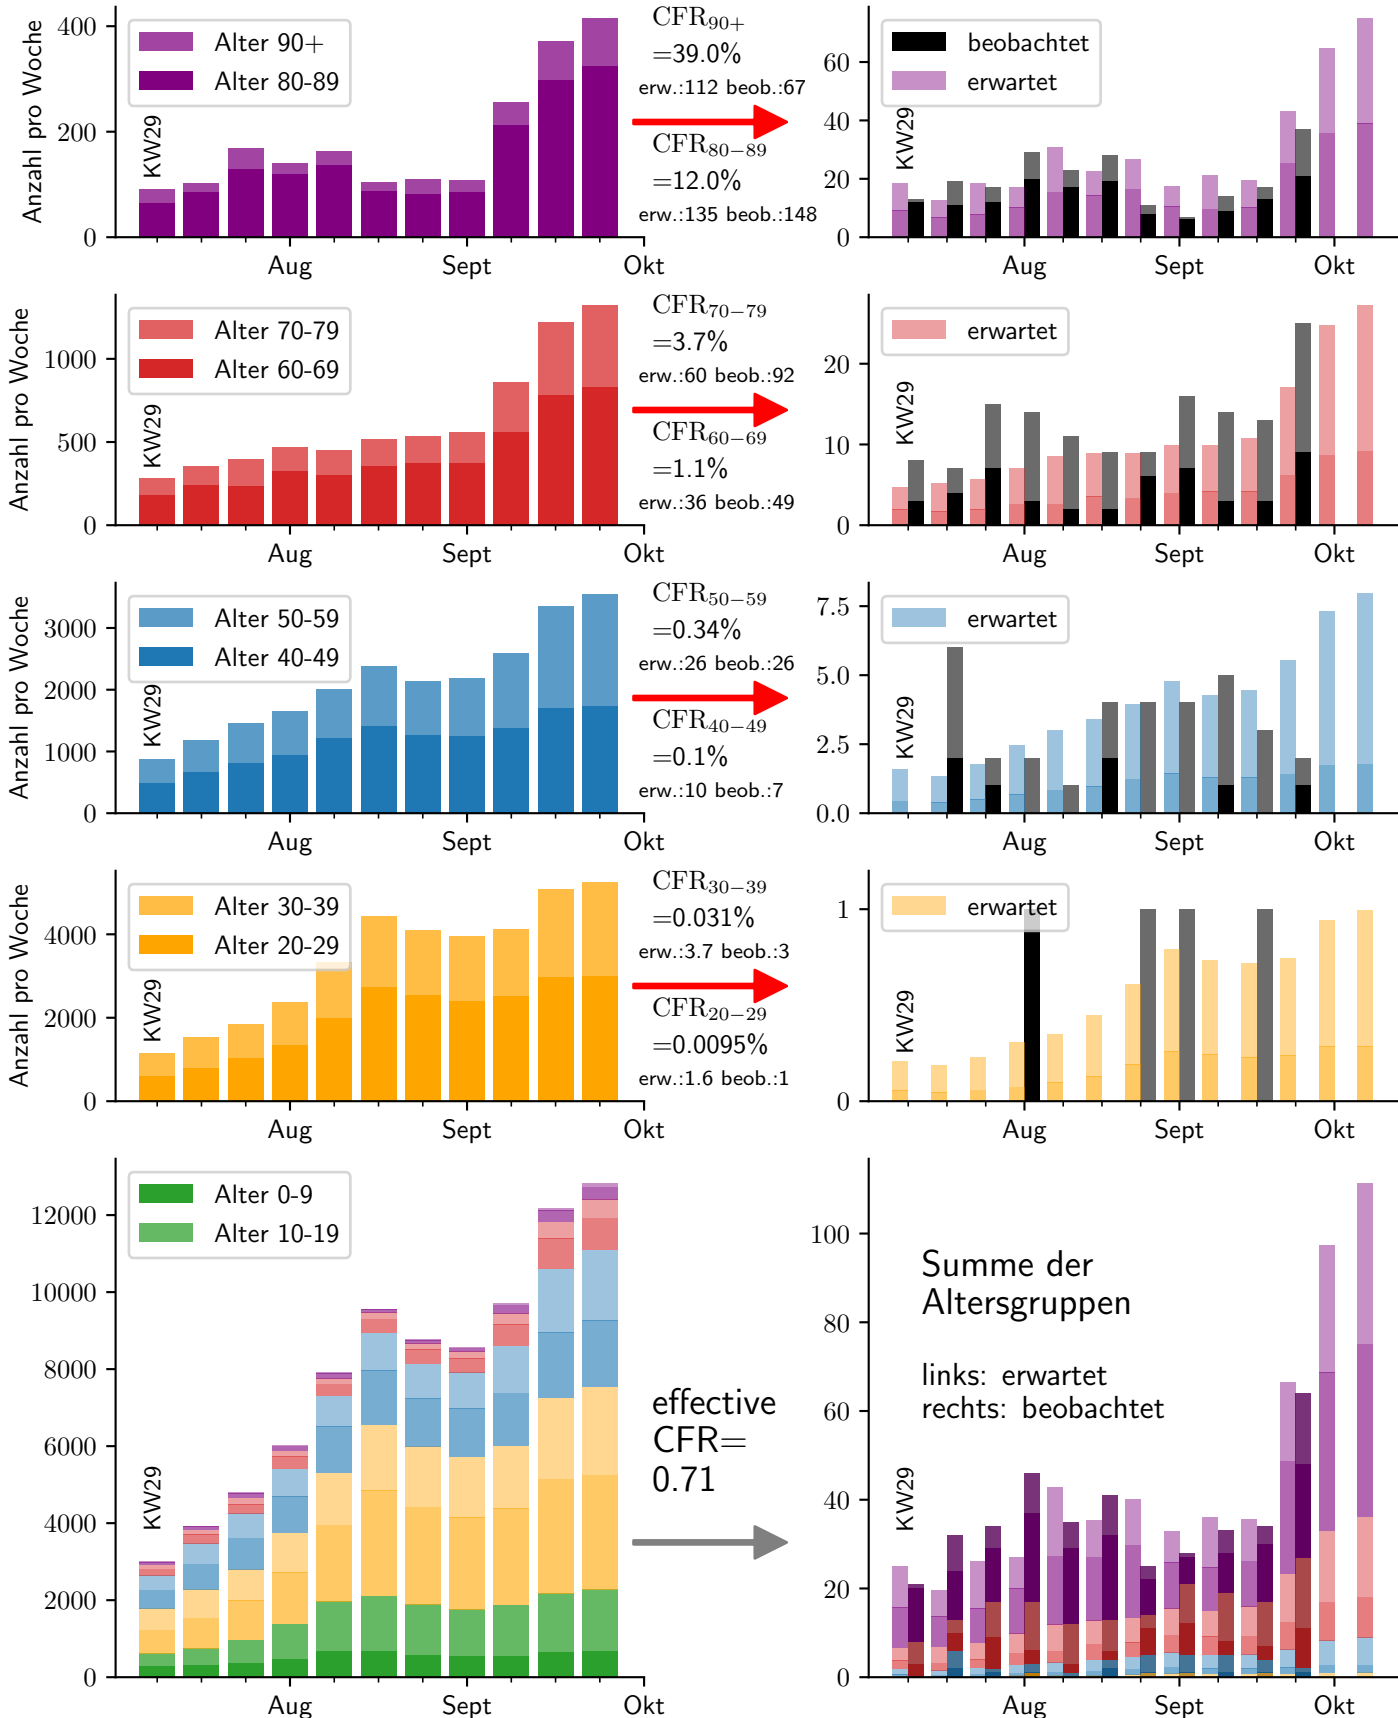 Anzahl pro Woche
400
200
0
Alter 90+
Alter 80-89
KW29
Aug
Sept
Okt
CFR90+
=39.0%
erw.:112 beob.:67
CFR80−89
=12.0%
erw.:135 beob.:148
60
40
20
0
beobachtet
erwartet
KW29
Aug
Sept
Okt
Anzahl pro Woche
1000
500
0
Alter 70-79
Alter 60-69
KW29
Aug
Sept
Okt
CFR70−79
=3.7%
erw.:60 beob.:92
CFR60−69
=1.1%
erw.:36 beob.:49
20
10
0
erwartet
KW29
Aug
Sept
Okt
Anzahl pro Woche
3000
2000
1000
0
Alter 50-59
Alter 40-49
KW29
Aug
Sept
Okt
CFR50−59
=0.34%
erw.:26 beob.:26
CFR40−49
=0.1%
erw.:10 beob.:7
7.5
5.0
2.5
0.0
erwartet
KW29
Aug
Sept
Okt
Anzahl pro Woche
4000
2000
0
Alter 30-39
Alter 20-29
KW29
Aug
Sept
Okt
CFR30−39
=0.031%
erw.:3.7 beob.:3
CFR20−29
=0.0095%
erw.:1.6 beob.:1
1
0
erwartet
KW29
Aug
Sept
Okt
12000
10000
8000
6000
4000
2000
0
Alter 0-9
Alter 10-19
KW29
Aug
Sept
Okt
effective
CFR=
0.71
100
80
60
40
20
0
Summe der
Altersgruppen
links: erwartet
rechts: beobachtet
KW29
Aug
Sept
Okt